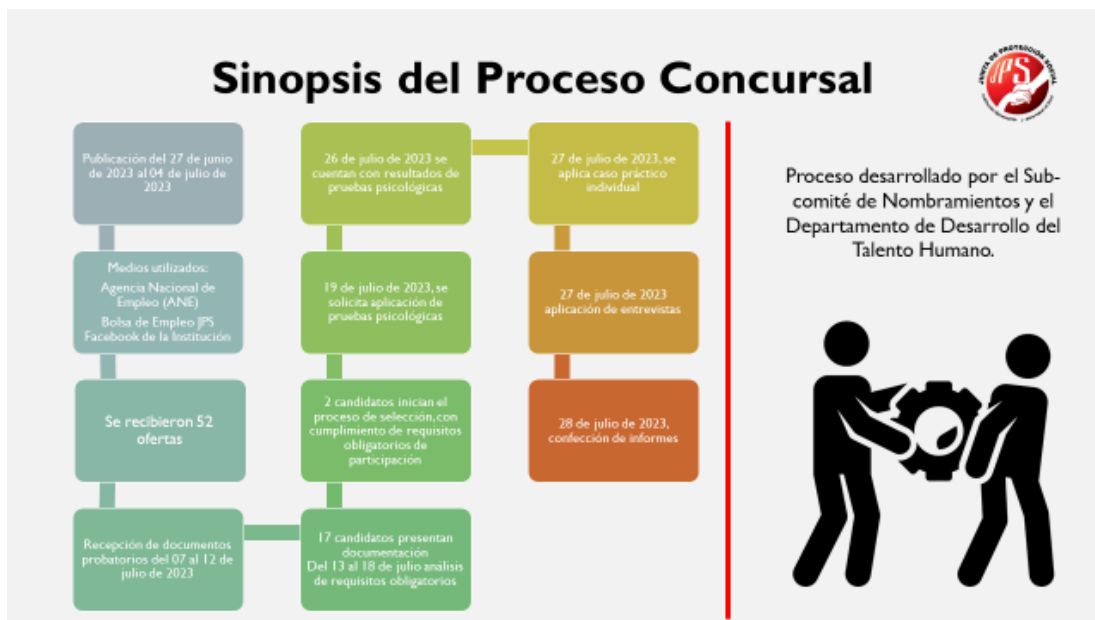 Sinopsis del Proceso Concursal
JUNTA DE PROTECCIÓN SOCIAL
JPS
Publicación del 27 de junio
de 2023 al 04 de julio de
2023
Medios utilizados:
Agencia Nacional de
Empleo (ANE)
Bolsa de Empleo JPS
Facebook de la Institución
Se recibieron 52
ofertas
Recepción de documentos
probatorios del 07 al 12 de
julio de 2023
17 candidatos presentan
documentación
Del 13 al 18 de julio análisis
de requisitos obligatorios
2 candidatos inician el
proceso de selección, con
cumplimiento de requisitos
obligatorios de
participación
19 de julio de 2023, se
solicita aplicación de
pruebas psicológicas
26 de julio de 2023 se
cuentan con resultados de
pruebas psicológicas
27 de julio de 2023, se
aplica caso práctico
individual
27 de julio de 2023
aplicación de entrevistas
28 de julio de 2023,
confección de informes
Proceso desarrollado por el Sub-
comité de Nombramientos y el
Departamento de Desarrollo del
Talento Humano.